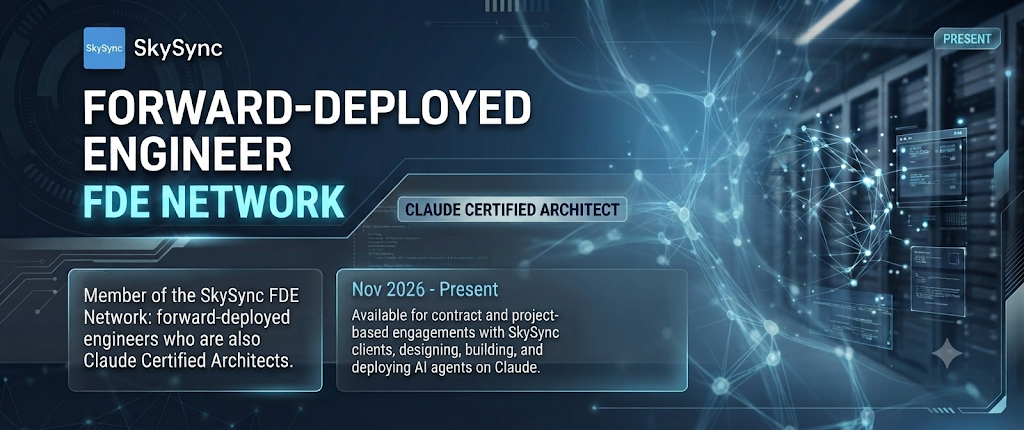 SkySync
SkySync
PRESENT
FORWARD-DEPLOYED
ENGINEER
FDE NETWORK
CLAUDE CERTIFIED ARCHITECT
Member of the SkySync FDE
Network: forward-deployed
engineers who are also
Claude Certified Architects.
Nov 2026 - Present
Available for contract and project-
based engagements with SkySync
clients, designing, building, and
deploying AI agents on Claude.